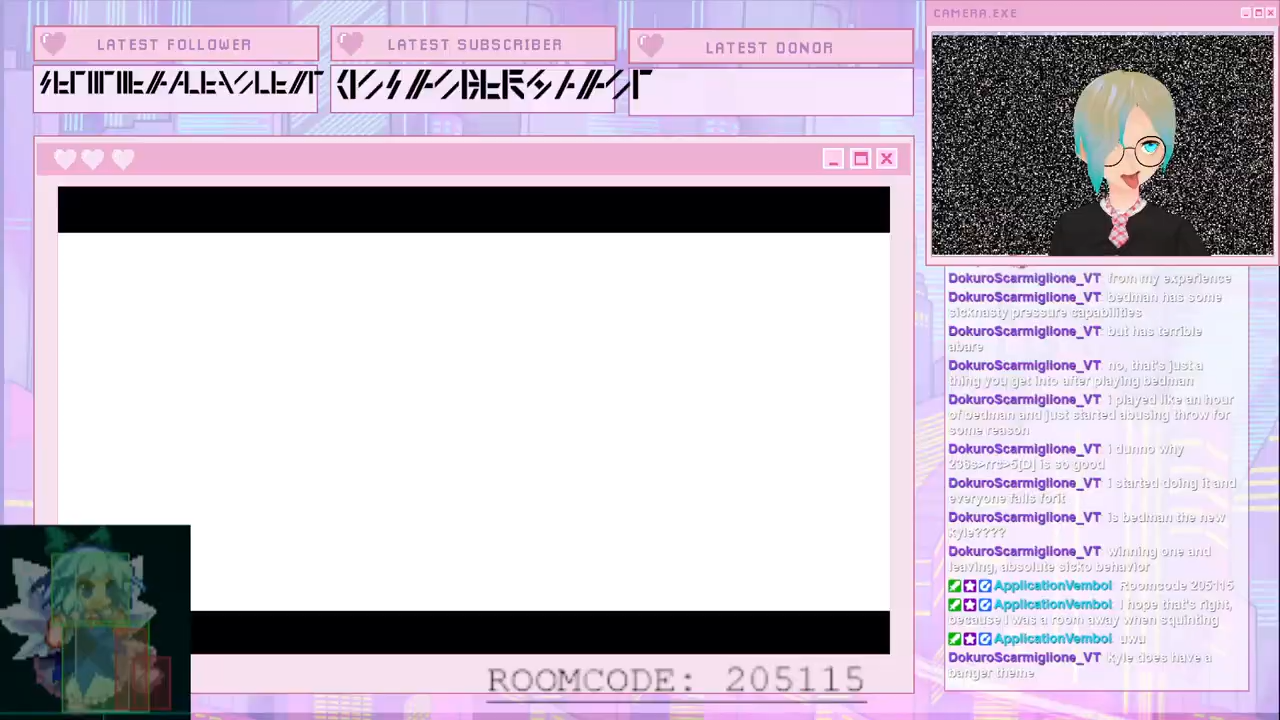 LATEST FOLLOWER
LATEST SUBSCRIBER
LATEST DONOR
CAMERA.EXE
DokuroScarmiglione_VT from my experience
DokuroScarmiglione_VT bedman has some
sicknasty pressure capabilities
DokuroScarmiglione_VT but has terrible
abare
DokuroScarmiglione_VT no, that's just a
thing you get into after playing bedman
DokuroScarmiglione_VT i played like an hour
of bedman and just started abusing throw for
some reason
DokuroScarmiglione_VT i dunno why
236s>rrc>5[D] is so good
DokuroScarmiglione_VT i started doing it and
everyone falls forit
DokuroScarmiglione_VT is bedman the new
kyle????
DokuroScarmiglione_VT winning one and
leaving, absolute sicko behavior
ApplicationVembol Roomcode 205115
ApplicationVembol I hope that's right,
because I was a room away when squinting
ApplicationVembol uwu
DokuroScarmiglione_VT kyle does have a
banger theme
ROOMCODE: 205115